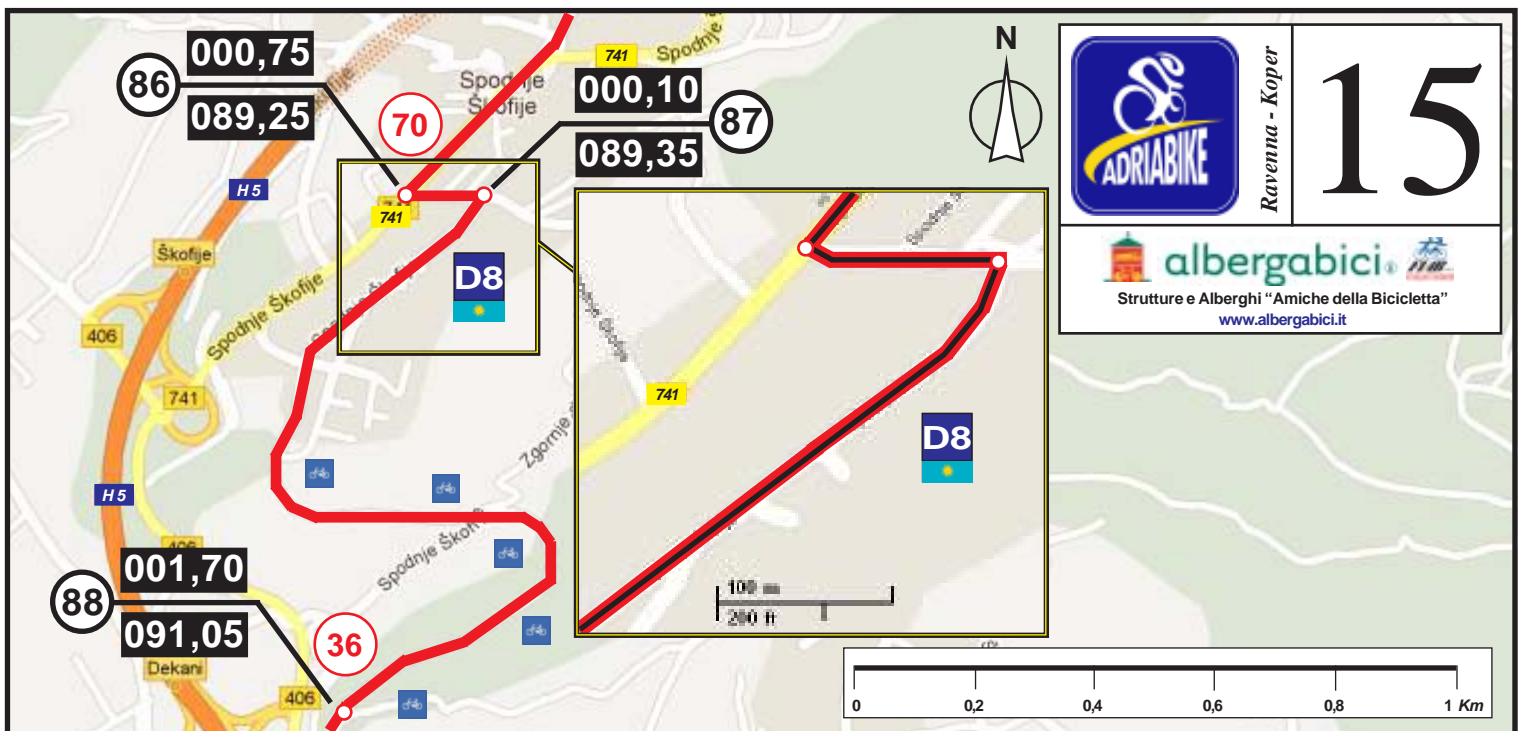 000,75
86
089,25
70
000,10
87
089,35
741
Spodnje
Spodnje
Škofije
N
ADRIABIKE
Ravenna - Koper
15
albergabici
Strutture e Alberghi “Amiche della Bicicletta”
www.albergabici.it
H 5
741
Škofije
D8
406
Spodnje Škofije
741
741
D8
H 5
Zgornje
406
Spodnje Škofije
001,70
88
091,05
36
Dekani
406
100 m
200 ft
0
0,2
0,4
0,6
0,8
1 Km